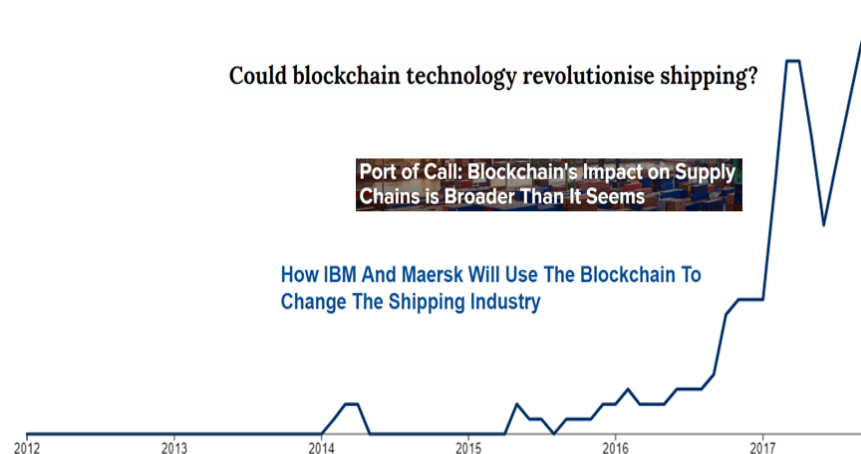 Could blockchain technology revolutionise shipping?
Port of Call: Blockchain's Impact on Supply
Chains is Broader Than It Seems
How IBM And Maersk Will Use The Blockchain To
Change The Shipping Industry
2012 2013 2014 2015 2016 2017